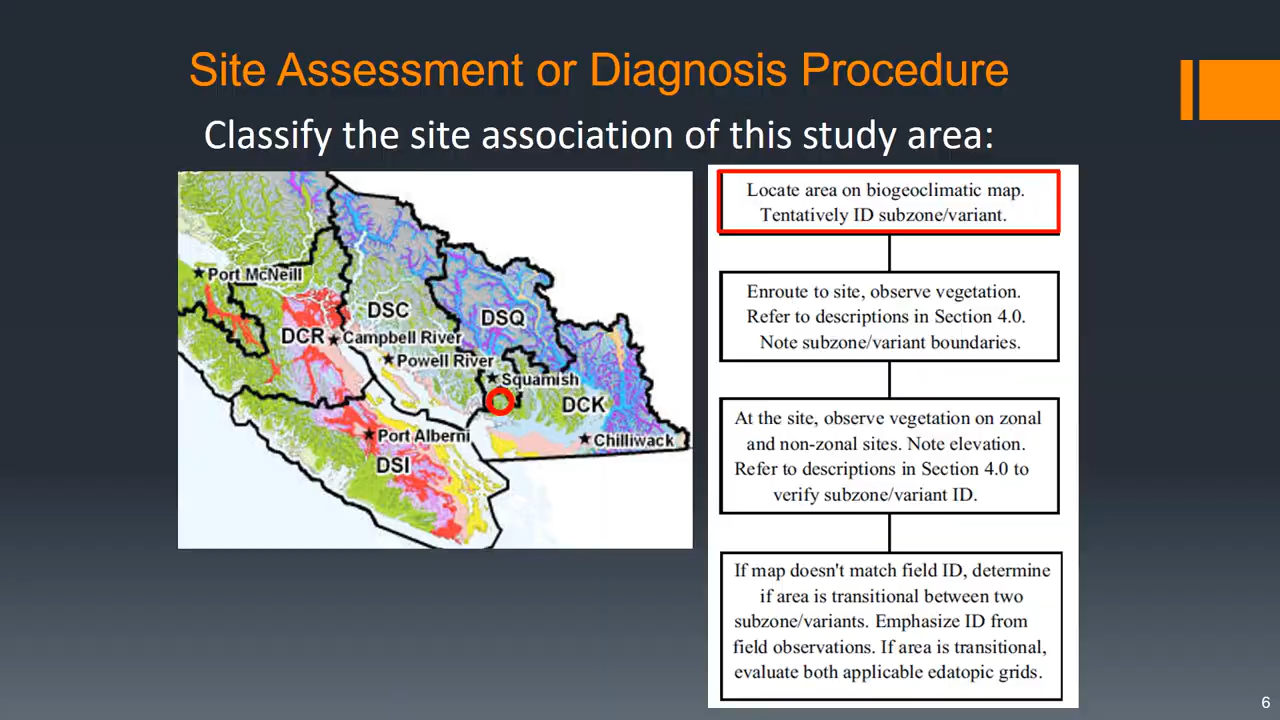 Site Assessment or Diagnosis Procedure
Classify the site association of this study area:
Port McNeill
DSC
DSQ
DCR
Campbell River
Powell River
Squamish
DCK
Port Alberni
Chilliwack
DSI
Locate area on biogeoclimatic map.
Tentatively ID subzone/variant.
Enroute to site, observe vegetation.
Refer to descriptions in Section 4.0.
Note subzone/variant boundaries.
At the site, observe vegetation on zonal
and non-zonal sites. Note elevation.
Refer to descriptions in Section 4.0 to
verify subzone/variant ID.
If map doesn't match field ID, determine
if area is transitional between two
subzone/variants. Emphasize ID from
field observations. If area is transitional,
evaluate both applicable edatopic grids.
6